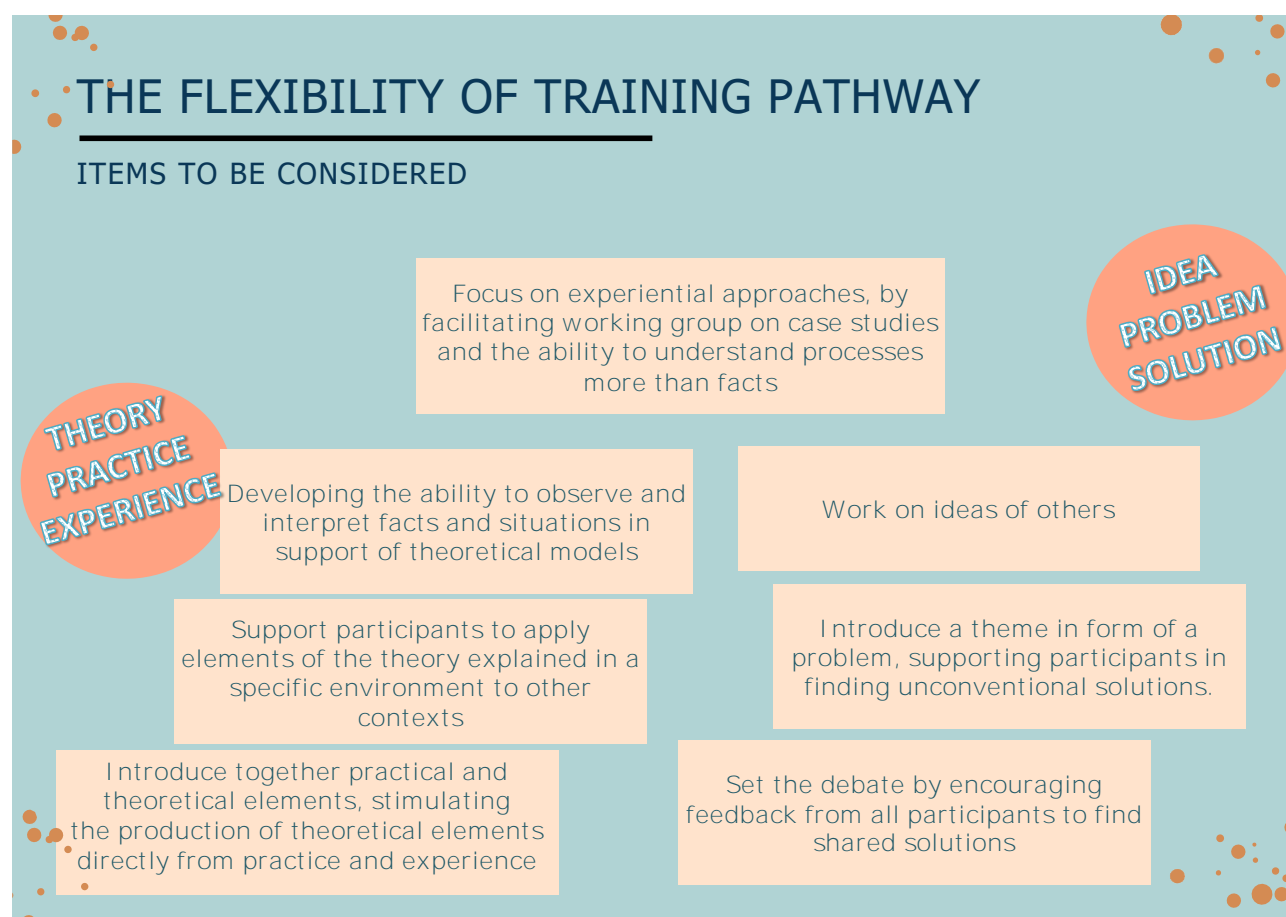 THE FLEXIBILITY OF TRAINING PATHWAY
ITEMS TO BE CONSIDERED
Focus on experiential approaches, by
facilitating working group on case studies
and the ability to understand processes
more than facts
IDEA
PROBLEM
SOLUTION
THEORY
PRACTICE
EXPERIENCE
Developing the ability to observe and
interpret facts and situations in
support of theoretical models
Work on ideas of others
Support participants to apply
elements of the theory explained in a
specific environment to other
contexts
Introduce a theme in form of a
problem, supporting participants in
finding unconventional solutions.
Introduce together practical and
theoretical elements, stimulating
the production of theoretical elements
directly from practice and experience
Set the debate by encouraging
feedback from all participants to find
shared solutions